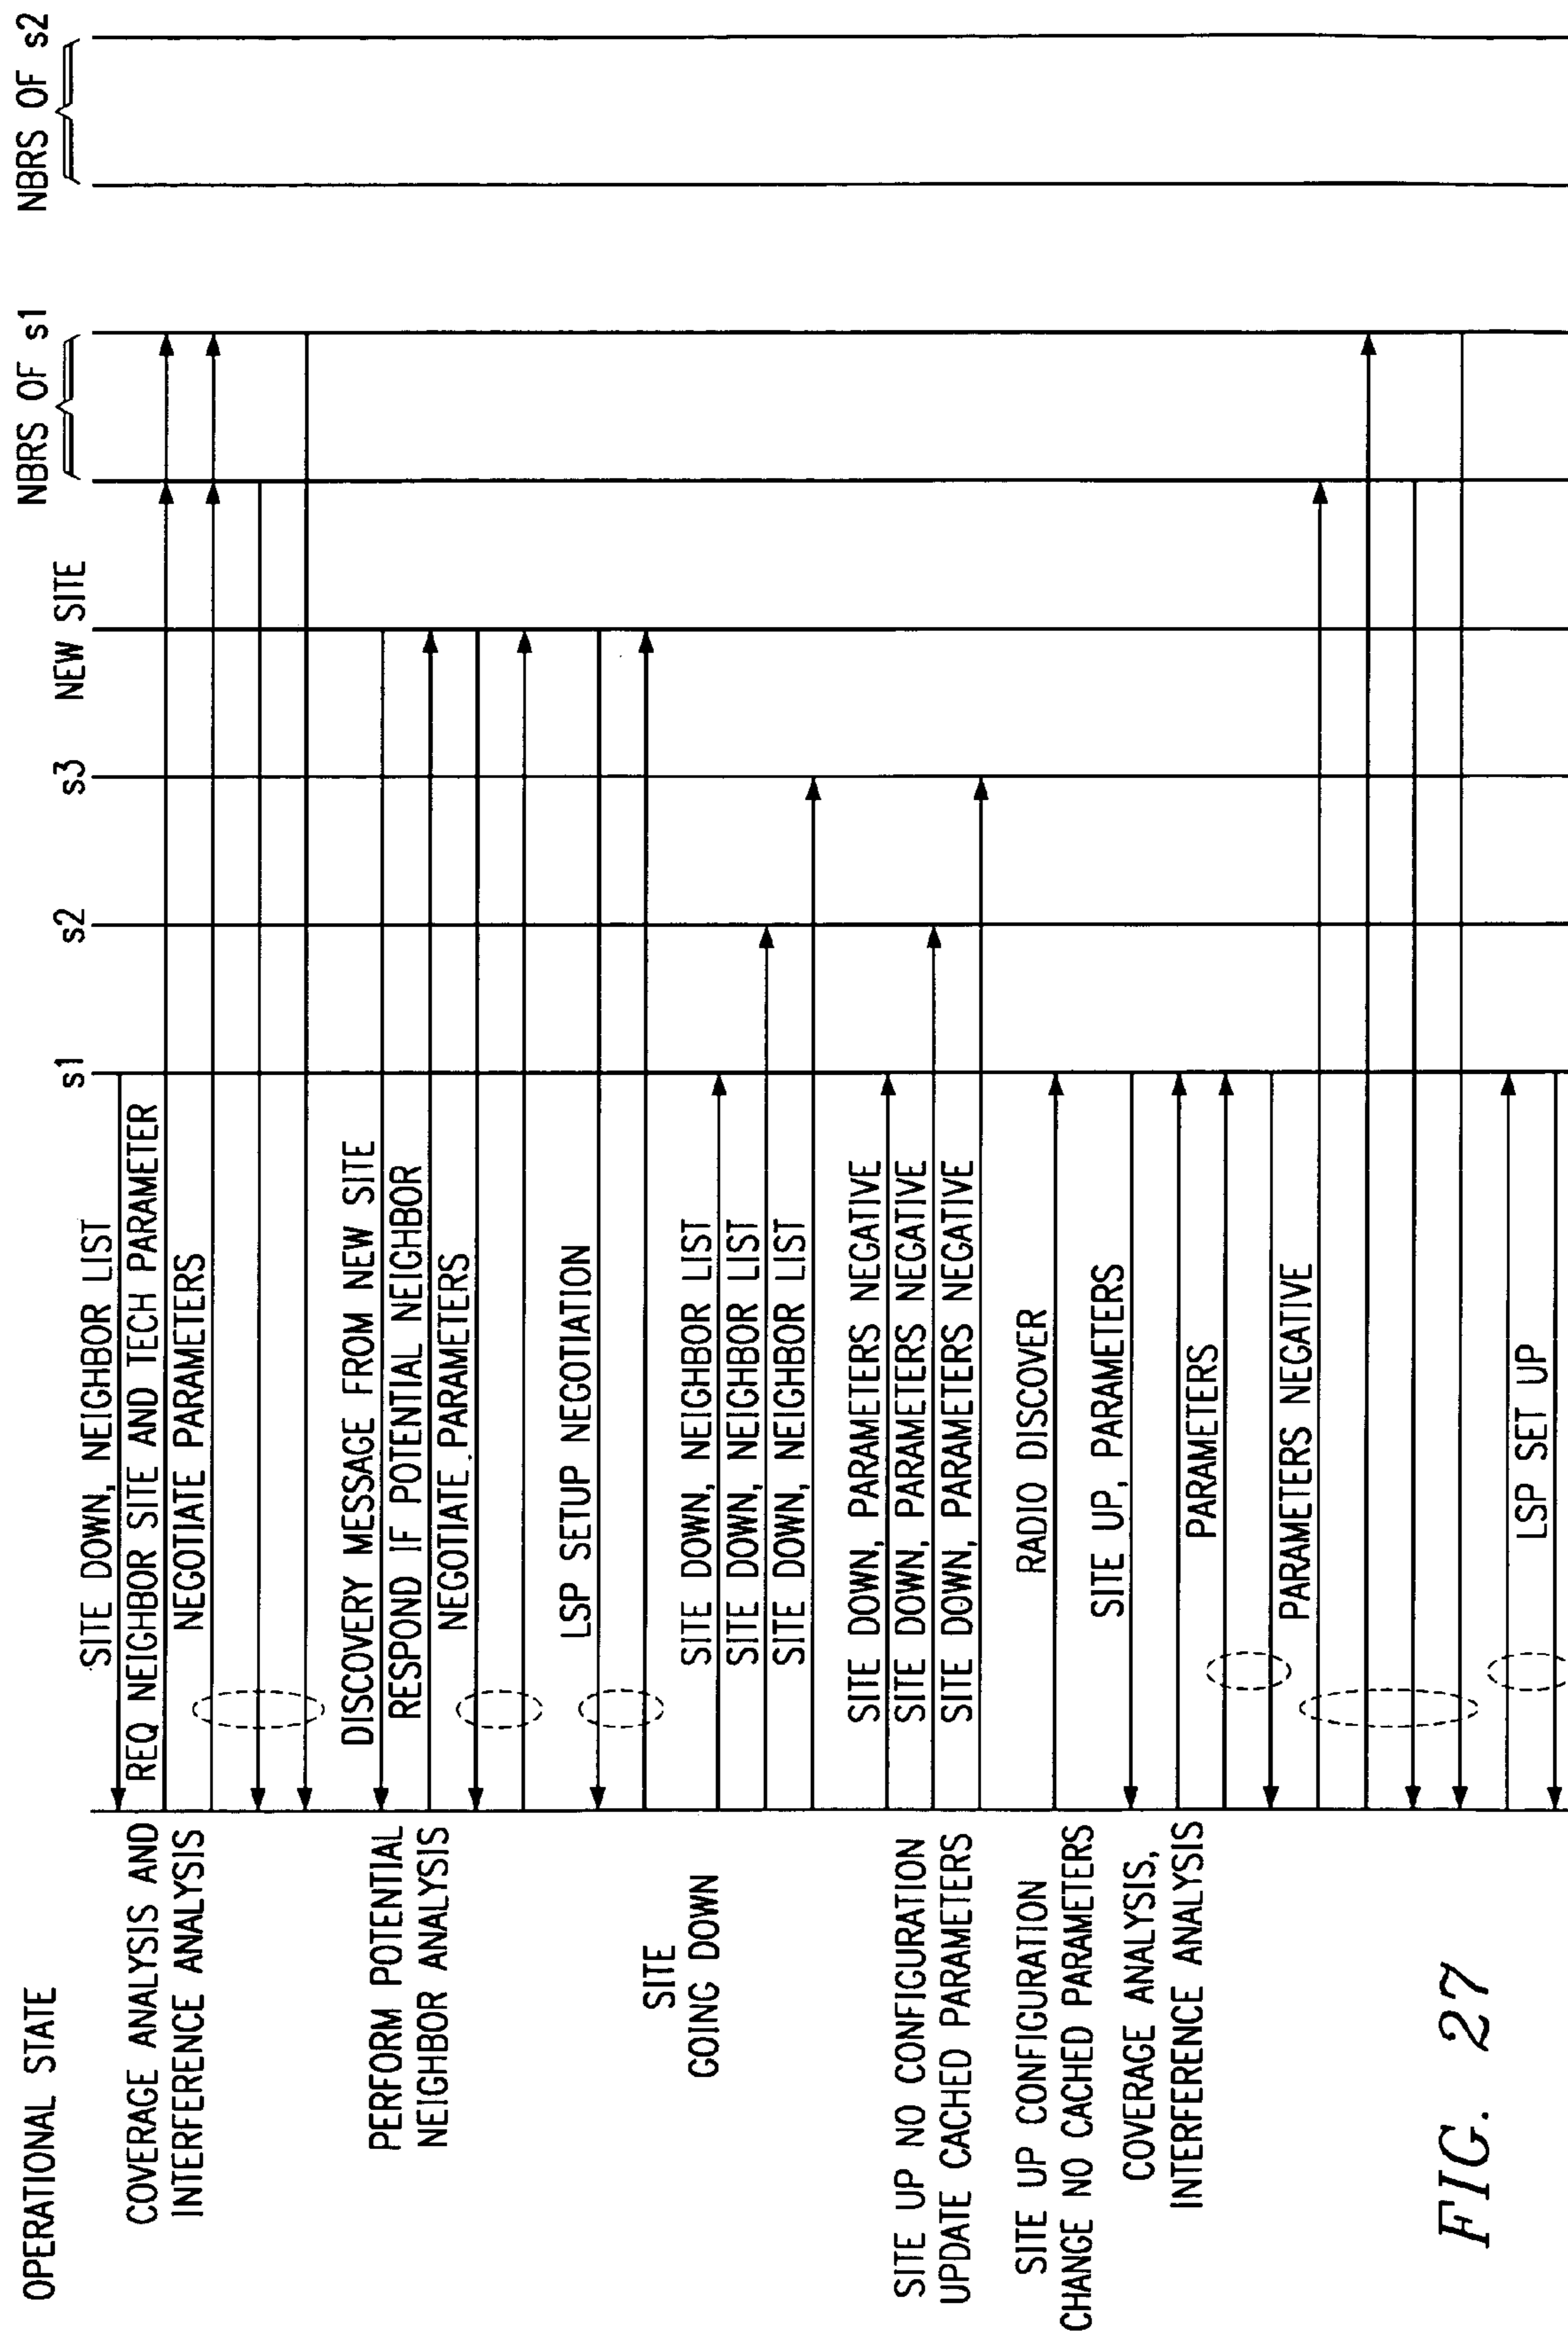 OPERATIONAL STATE
s1
s2
s3
NEW SITE
NBRS OF s1
NBRS OF s2
SITE DOWN, NEIGHBOR LIST
COVERAGE ANALYSIS AND
INTERFERENCE ANALYSIS
REQ NEIGHBOR SITE AND TECH PARAMETER
NEGOTIATE PARAMETERS
DISCOVERY MESSAGE FROM NEW SITE
PERFORM POTENTIAL
NEIGHBOR ANALYSIS
RESPOND IF POTENTIAL NEIGHBOR
NEGOTIATE PARAMETERS
LSP SETUP NEGOTIATION
SITE
GOING DOWN
SITE DOWN, NEIGHBOR LIST
SITE DOWN, NEIGHBOR LIST
SITE DOWN, NEIGHBOR LIST
SITE DOWN, PARAMETERS NEGATIVE
SITE DOWN, PARAMETERS NEGATIVE
SITE DOWN, PARAMETERS NEGATIVE
SITE UP NO CONFIGURATION
UPDATE CACHED PARAMETERS
SITE UP CONFIGURATION
CHANGE NO CACHED PARAMETERS
RADIO DISCOVER
SITE UP, PARAMETERS
COVERAGE ANALYSIS,
INTERFERENCE ANALYSIS
PARAMETERS
PARAMETERS NEGATIVE
LSP SET UP
FIG. 27